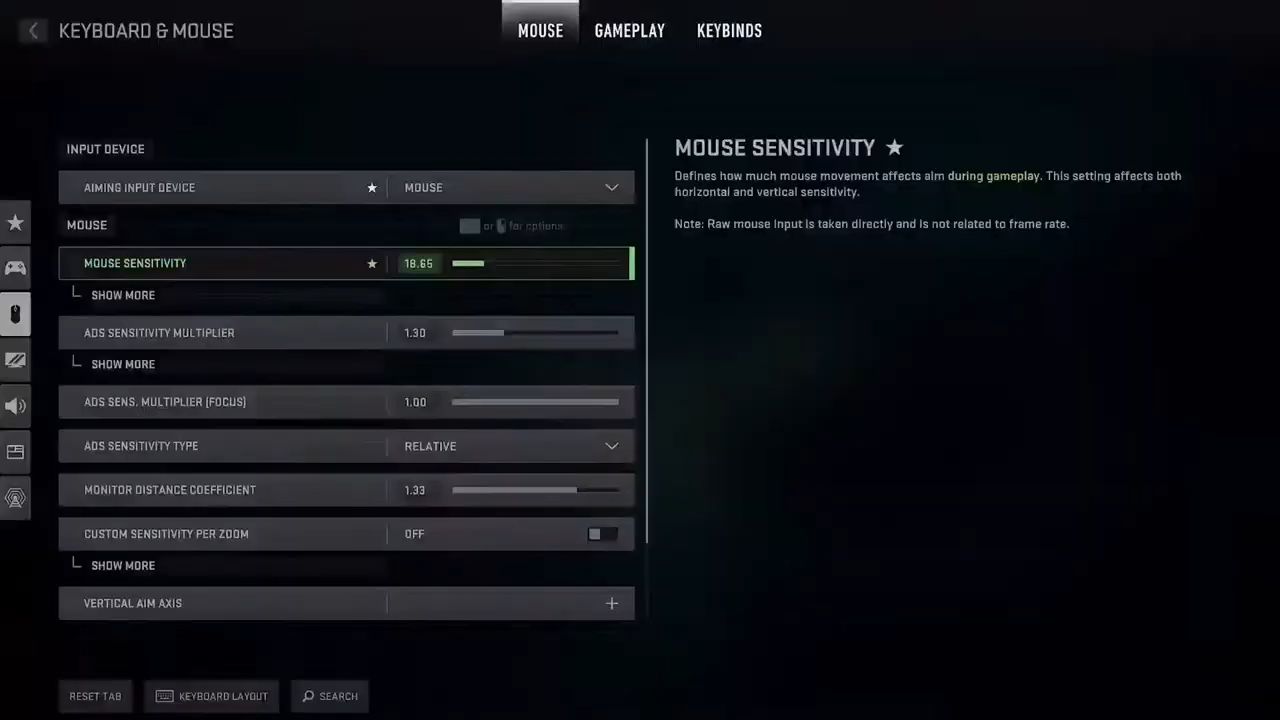 KEYBOARD & MOUSE
MOUSE
GAMEPLAY
KEYBINDS
INPUT DEVICE
AIMING INPUT DEVICE
MOUSE
MOUSE
or for options
MOUSE SENSITIVITY
18.65
SHOW MORE
ADS SENSITIVITY MULTIPLIER
1.30
SHOW MORE
ADS SENS. MULTIPLIER (FOCUS)
1.00
ADS SENSITIVITY TYPE
RELATIVE
MONITOR DISTANCE COEFFICIENT
1.33
CUSTOM SENSITIVITY PER ZOOM
OFF
SHOW MORE
VERTICAL AIM AXIS
MOUSE SENSITIVITY
Defines how much mouse movement affects aim during gameplay. This setting affects both
horizontal and vertical sensitivity.
Note: Raw mouse input is taken directly and is not related to frame rate.
RESET TAB
KEYBOARD LAYOUT
SEARCH